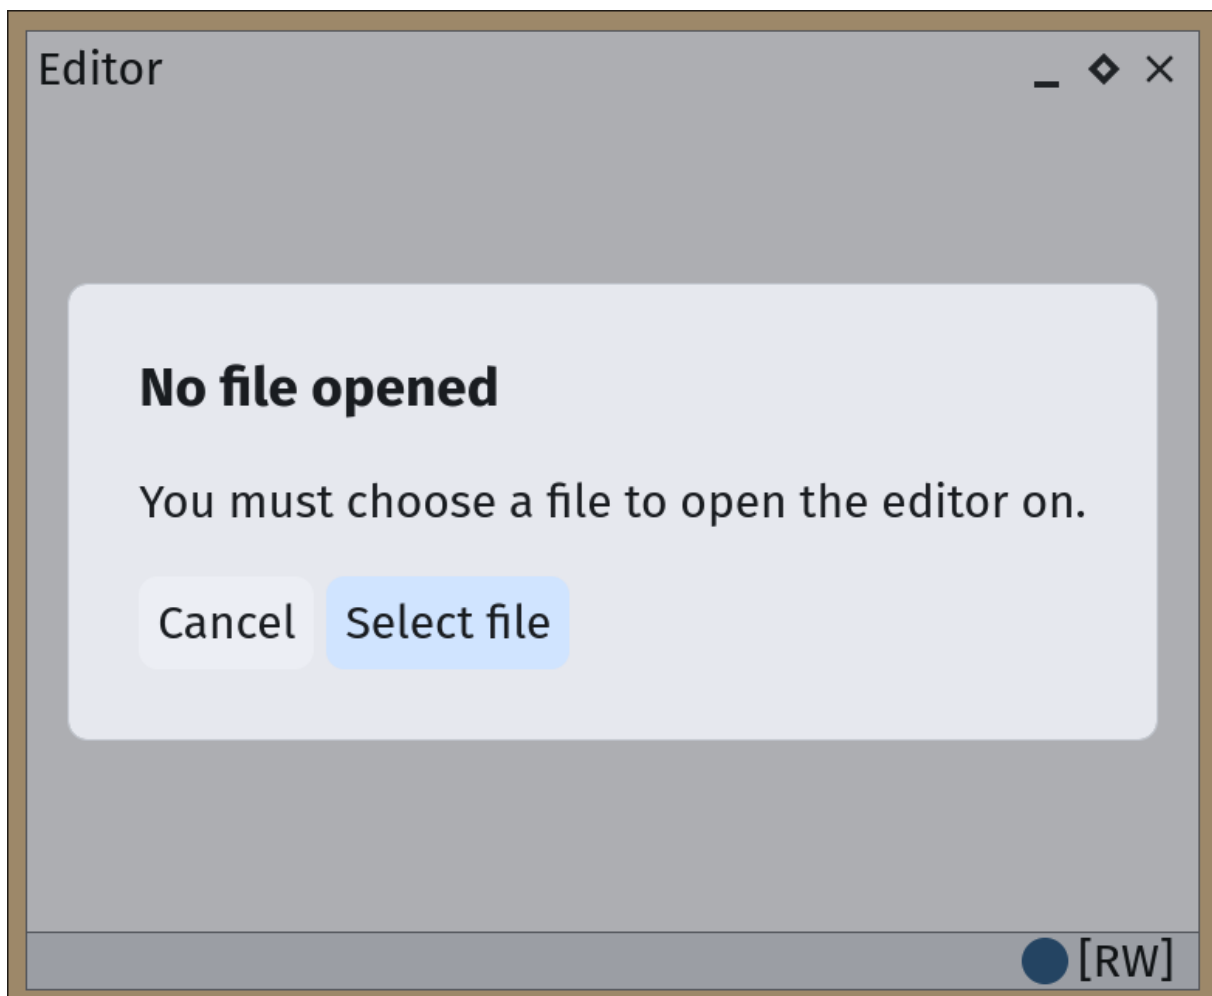 Editor
No file opened
You must choose a file to open the editor on.
Cancel Select file
[RW]